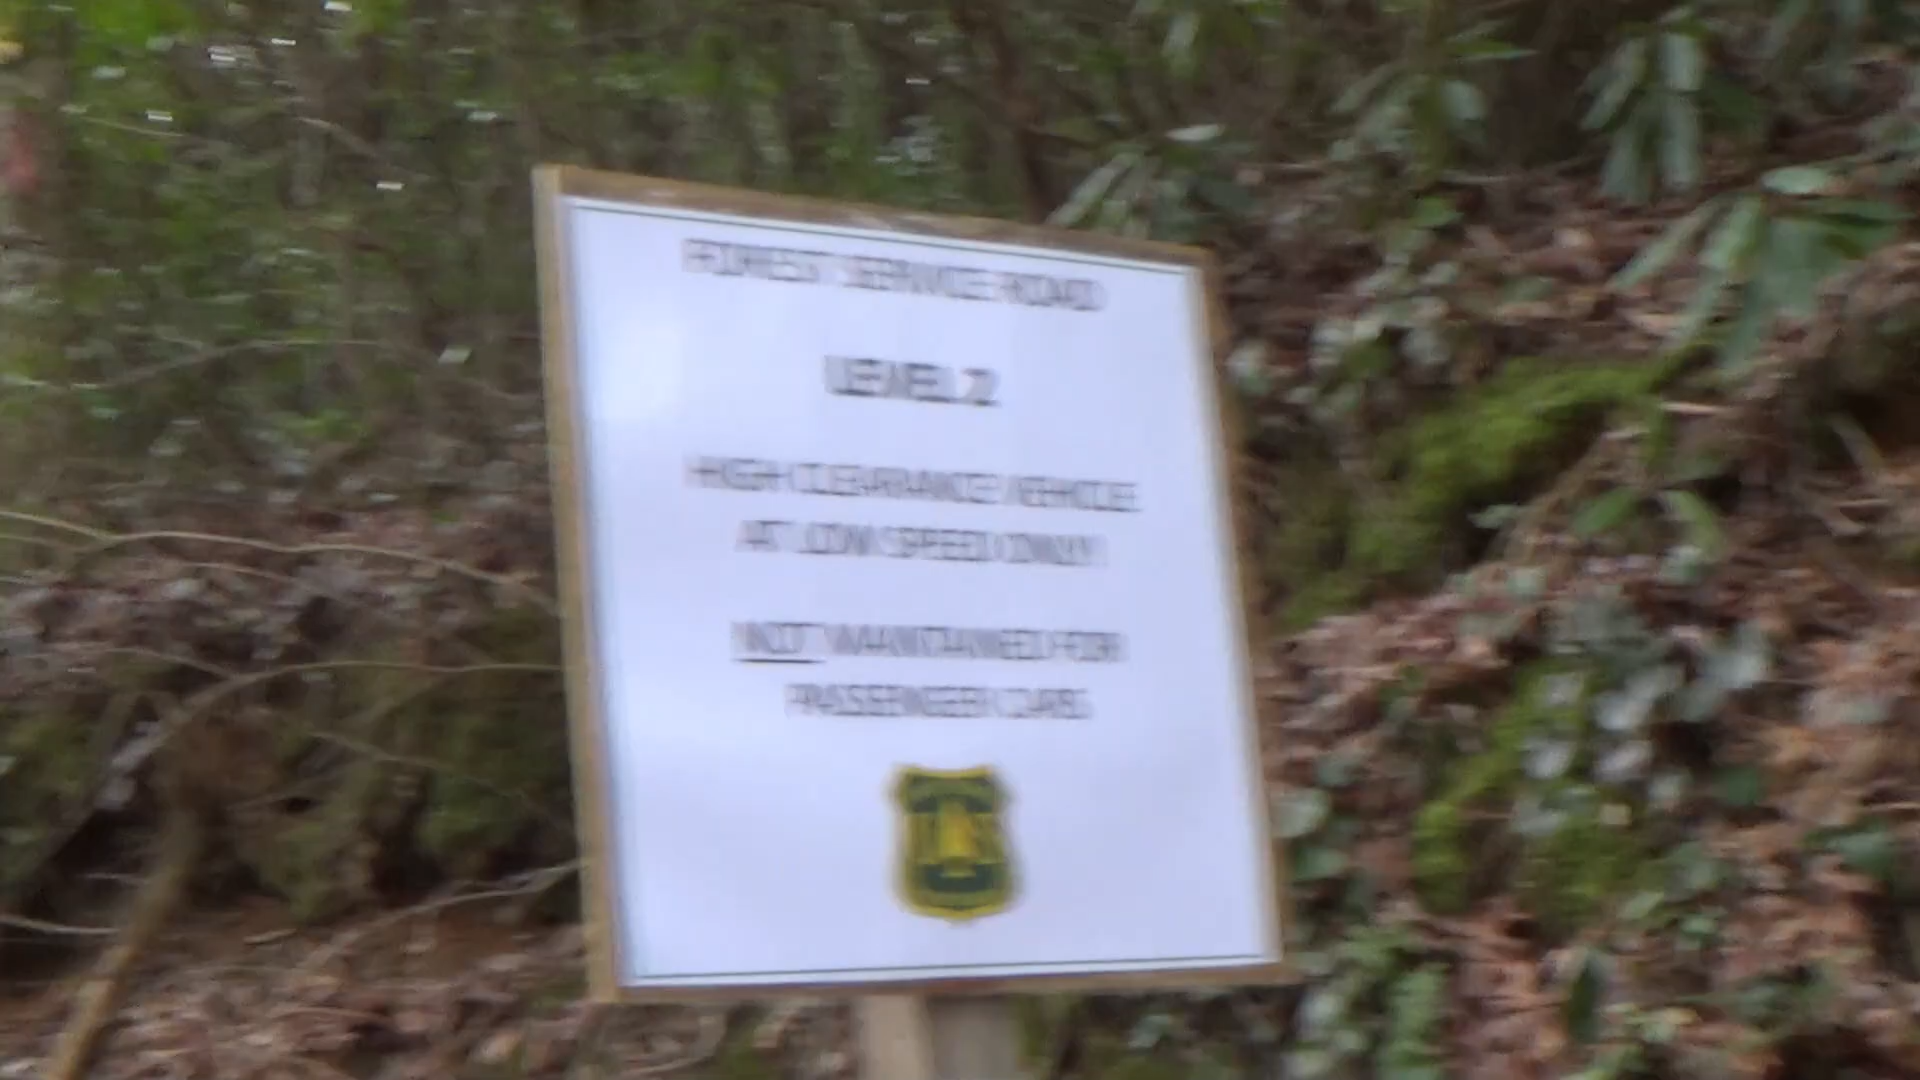 FOREST SERVICE ROAD
LEVEL 2
HIGH CLEARANCE VEHICLE
AT LOW SPEED ONLY
NOT MAINTAINED FOR
PASSENGER CARS